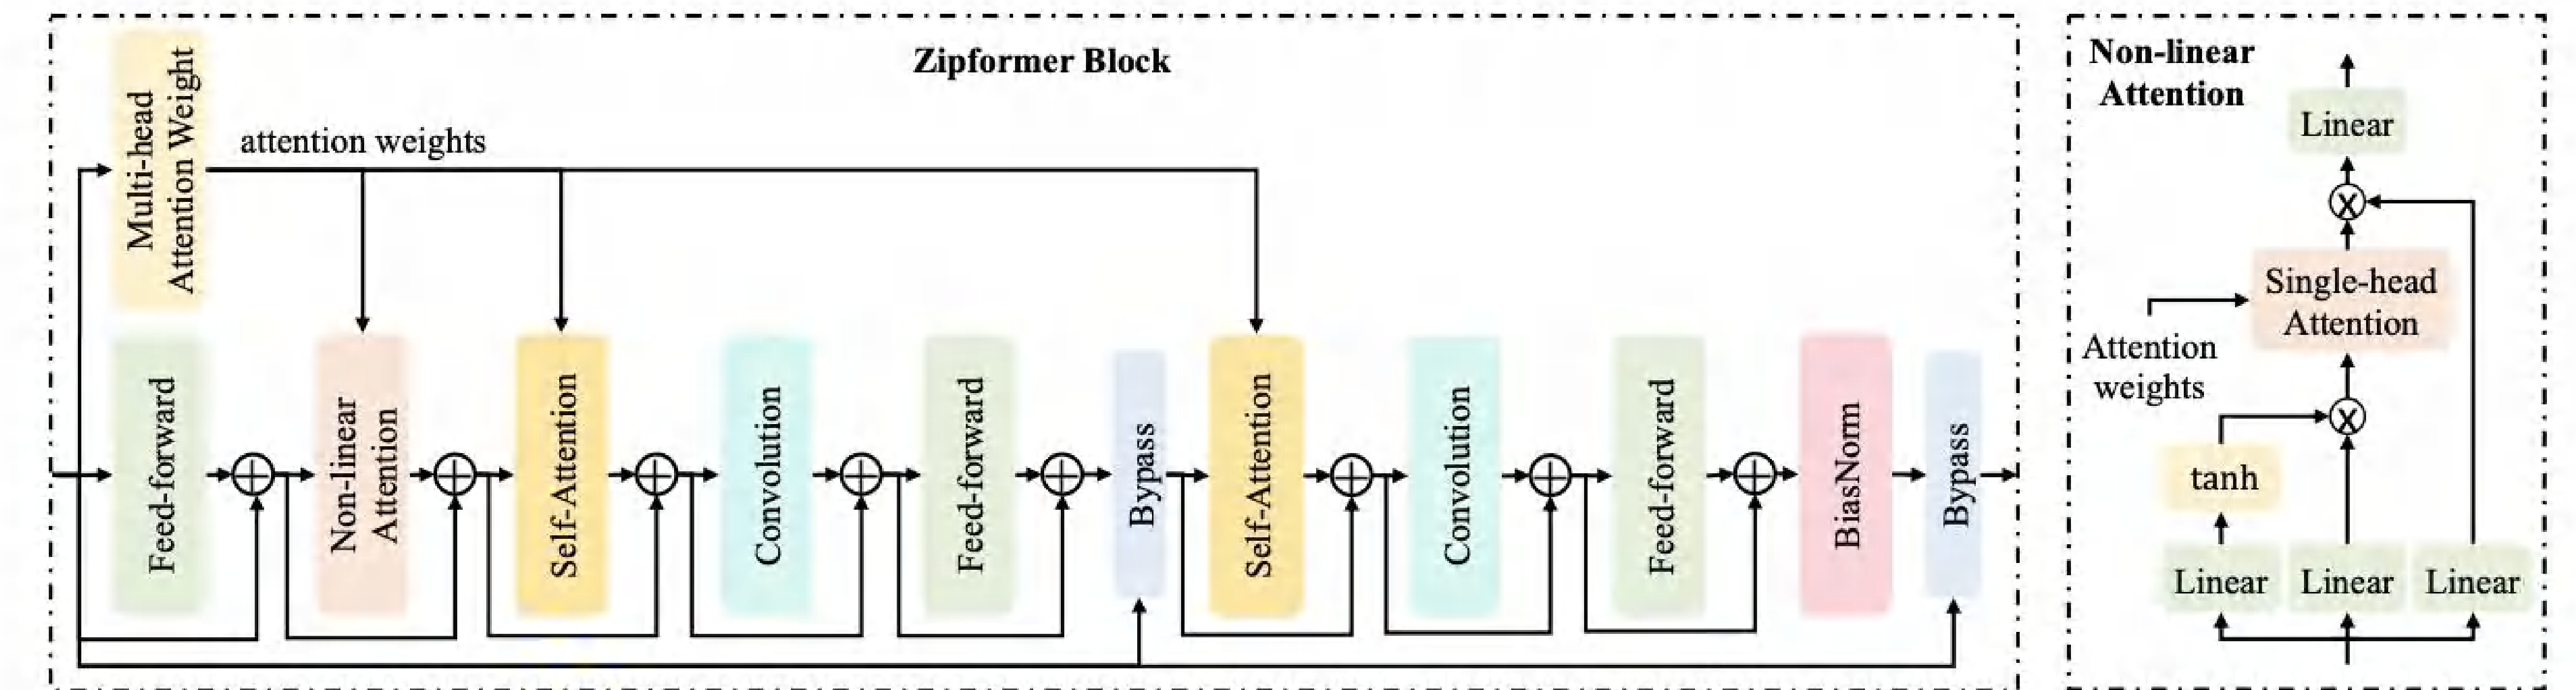 Zipformer Block
Multi-head
Attention Weight
attention weights
Feed-forward
Non-linear
Attention
Self-Attention
Convolution
Feed-forward
Bypass
Self-Attention
Convolution
Feed-forward
BiasNorm
Bypass
Non-linear
Attention
Linear
Single-head
Attention
Attention
weights
tanh
Linear
Linear
Linear